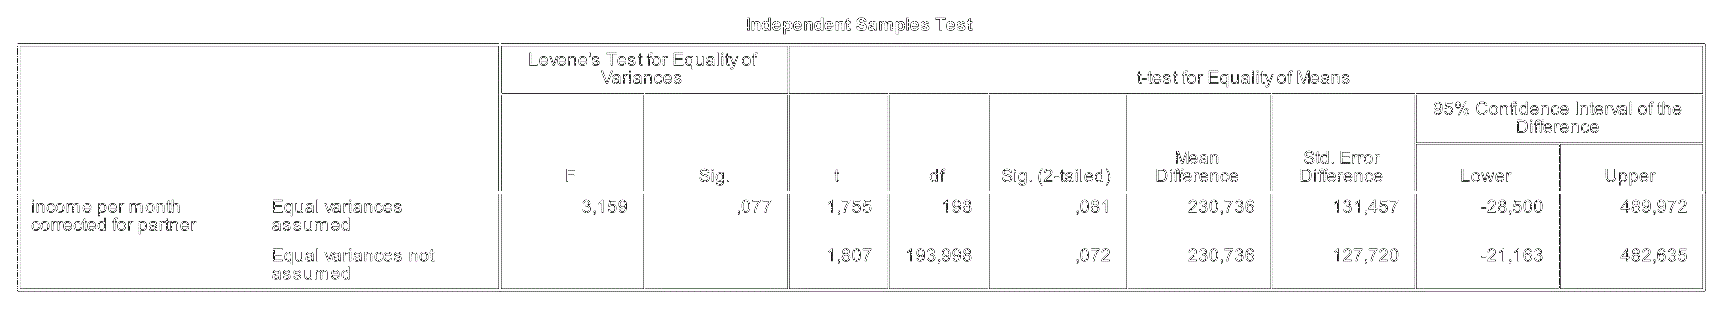 Independent Samples Test
Levene's Test for Equality of
Variances
t-test for Equality of Means
95% Confidence Interval of the
Difference
F Sig. t df Sig. (2-tailed) Mean
Difference Std. Error
Difference Lower Upper
Income per month
corrected for partner
Equal variances
assumed
3,159 ,077 1,755 198 ,081 230,736 131,457 -28,500 489,972
Equal variances not
assumed
1,807 193,998 ,072 230,736 127,720 -21,163 482,635